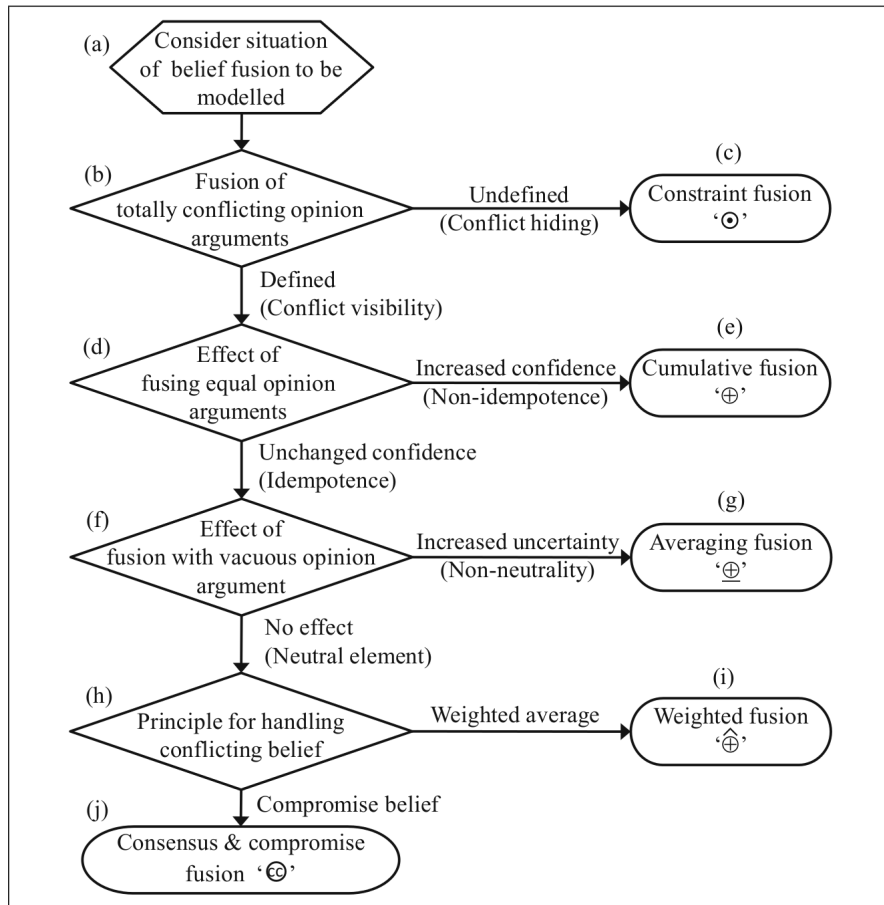 (a)
Consider situation
of belief fusion to be
modelled
(b)
Fusion of
totally conflicting opinion
arguments
Undefined
(Conflict hiding)
(c)
Constraint fusion
‘⊙’
Defined
(Conflict visibility)
(d)
Effect of
fusing equal opinion
arguments
Increased confidence
(Non-idempotence)
(e)
Cumulative fusion
‘⊕’
Unchanged confidence
(Idempotence)
(f)
Effect of
fusion with vacuous opinion
argument
Increased uncertainty
(Non-neutrality)
(g)
Averaging fusion
‘⊕̲’
No effect
(Neutral element)
(h)
Principle for handling
conflicting belief
Weighted average
(i)
Weighted fusion
‘⊕̂’
Compromise belief
(j)
Consensus & compromise
fusion ‘㏄⃝’